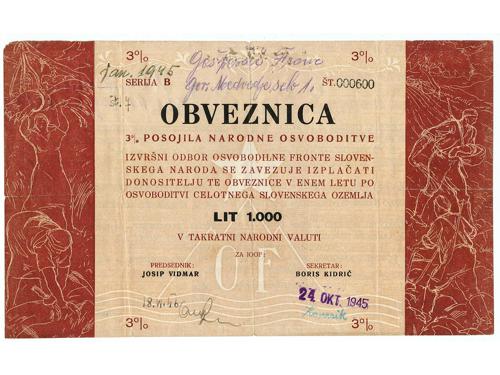 3% 3%
Jan. 1945
SERIJA B ŠT.000600
Gor.
OBVEZNICA
3% POSOJILA NARODNE OSVOBODITVE
IZVRŠNI ODBOR OSVOBODILNE FRONTE SLOVEN-
SKEGA NARODA SE ZAVEZUJE IZPLAČATI
DONOSITELJU TE OBVEZNICE V ENEM LETU PO
OSVOBODITVI CELOTNEGA SLOVENSKEGA OZEMLJA
LIT 1.000
V TAKRATNI NARODNI VALUTI
ZA IOOF:
PREDSEDNIK: SEKRETAR:
JOSIP VIDMAR BORIS KIDRIČ
OF
24. OKT. 1945
3% 3%